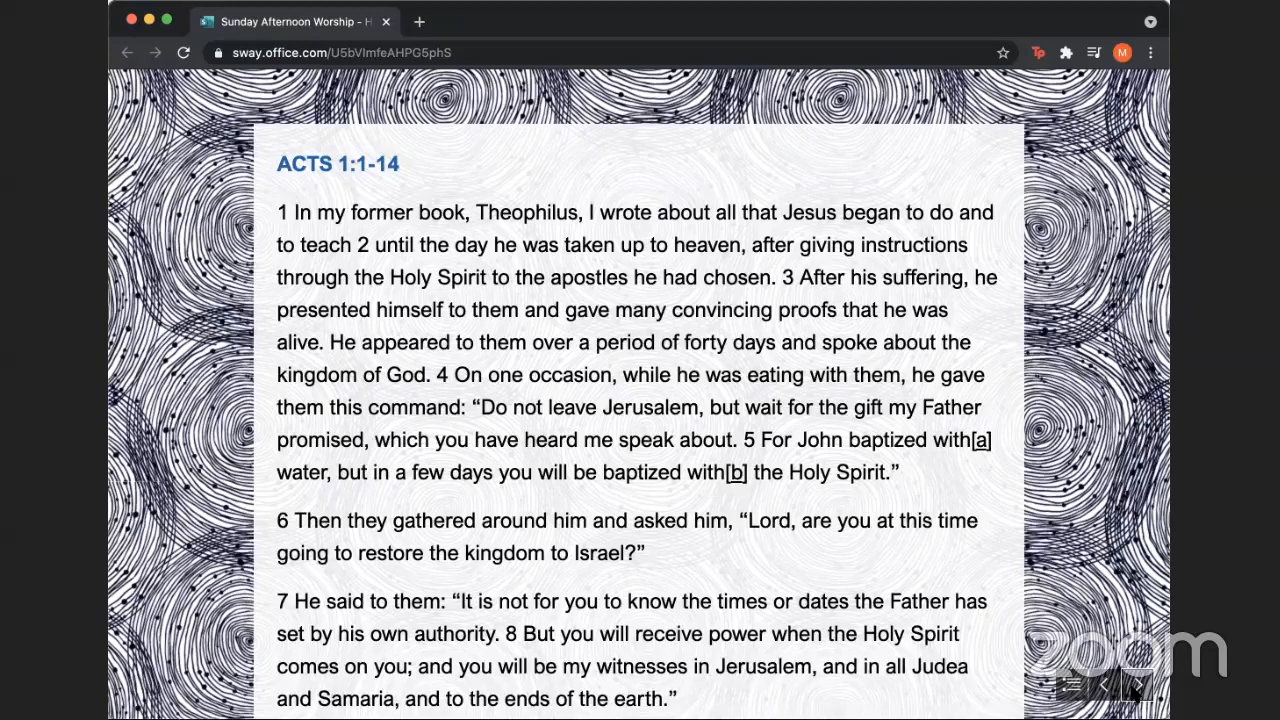 Sunday Afternoon Worship - H
sway.office.com/U5bVlmfeAHPG5phS
Tp
M
ACTS 1:1-14
1 In my former book, Theophilus, I wrote about all that Jesus began to do and
to teach 2 until the day he was taken up to heaven, after giving instructions
through the Holy Spirit to the apostles he had chosen. 3 After his suffering, he
presented himself to them and gave many convincing proofs that he was
alive. He appeared to them over a period of forty days and spoke about the
kingdom of God. 4 On one occasion, while he was eating with them, he gave
them this command: “Do not leave Jerusalem, but wait for the gift my Father
promised, which you have heard me speak about. 5 For John baptized with[a]
water, but in a few days you will be baptized with[b] the Holy Spirit.”
6 Then they gathered around him and asked him, “Lord, are you at this time
going to restore the kingdom to Israel?”
7 He said to them: “It is not for you to know the times or dates the Father has
set by his own authority. 8 But you will receive power when the Holy Spirit
comes on you; and you will be my witnesses in Jerusalem, and in all Judea
and Samaria, and to the ends of the earth.”
zoom